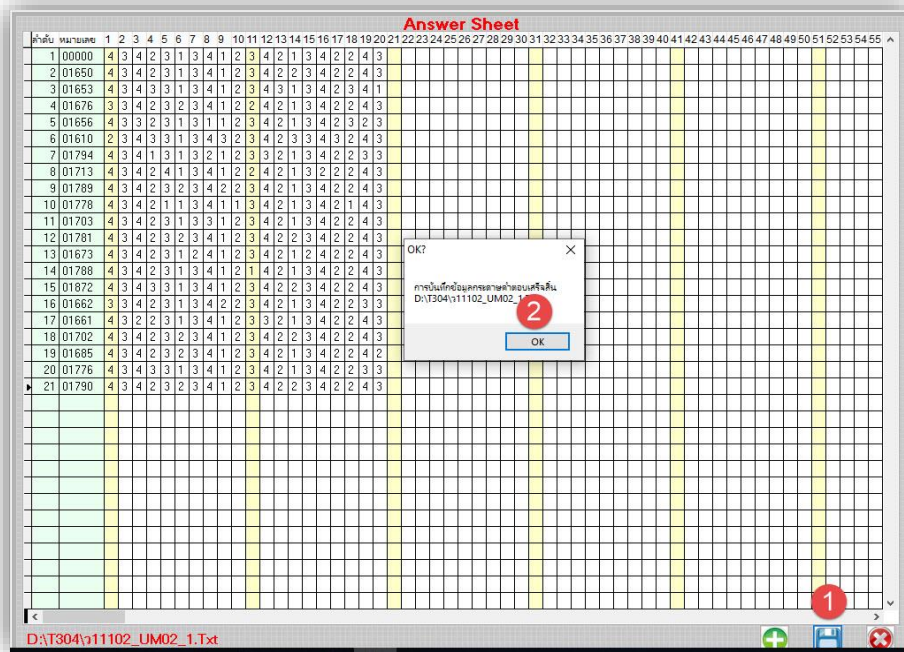 Answer Sheet
ลำดับ หมายเลข 1 2 3 4 5 6 7 8 9 10 11 12 13 14 15 16 17 18 19 20 21 22 23 24 25 26 27 28 29 30 31 32 33 34 35 36 37 38 39 40 41 42 43 44 45 46 47 48 49 50 51 52 53 54 55
1 00000 4 3 4 2 3 1 3 4 1 2 3 4 2 1 3 4 2 2 4 3
2 01650 4 3 4 2 3 1 3 4 1 2 3 4 2 2 3 4 2 2 4 3
3 01653 4 3 4 3 3 1 3 4 1 2 3 4 3 1 3 4 2 3 4 1
4 01676 3 3 4 2 3 2 3 4 1 2 2 4 2 1 3 4 2 2 4 3
5 01656 4 3 3 2 3 1 3 1 1 2 3 4 2 1 3 4 2 3 2 3
6 01610 2 3 4 3 3 1 3 4 3 2 3 4 2 3 3 4 3 2 4 3
7 01794 4 3 4 1 3 1 3 2 1 2 3 3 2 1 3 4 2 2 3 3
8 01713 4 3 4 2 4 1 3 4 1 2 2 4 2 1 3 2 2 2 4 3
9 01789 4 3 4 2 3 2 3 4 2 2 3 4 2 1 3 4 2 2 4 3
10 01778 4 3 4 2 1 1 3 4 1 1 3 4 2 1 3 4 2 1 4 3
11 01703 4 3 4 2 3 1 3 3 1 2 3 4 2 1 3 4 2 2 4 3
12 01781 4 3 4 2 3 2 3 4 1 2 3 4 2 2 3 4 2 2 4 3
13 01673 4 3 4 2 3 1 2 4 1 2 3 4 2 1 2 4 2 2 4 3
14 01788 4 3 4 2 3 1 3 4 1 2 1 4 2 1 3 4 2 2 4 3
15 01872 4 3 4 3 3 1 3 4 1 2 3 4 2 2 3 4 2 2 4 3
16 01662 3 3 4 2 3 1 3 4 2 2 3 4 2 1 3 4 2 2 3 3
17 01661 4 3 2 2 3 1 3 4 1 2 3 3 2 1 3 4 2 2 4 3
18 01702 4 3 4 2 3 2 3 4 1 2 3 4 2 2 3 4 2 2 4 3
19 01685 4 3 4 2 3 2 3 4 1 2 3 4 2 1 3 4 2 2 4 2
20 01776 4 3 4 3 3 1 3 4 1 2 3 4 2 1 3 4 2 2 3 3
21 01790 4 3 4 2 3 2 3 4 1 2 3 4 2 2 3 4 2 2 4 3
OK?
การบันทึกข้อมูลกระดาษคำตอบเสร็จสิ้น
D:\T304\ว11102_UM02_1
2
OK
1
D:\T304\ว11102_UM02_1.Txt